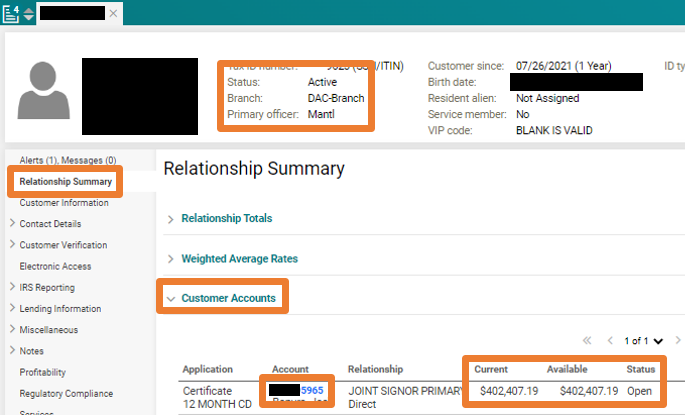 4
Tax ID number: 9623 (SSN/ITIN)
Status: Active
Branch: DAC-Branch
Primary officer: Mantl
Customer since: 07/26/2021 (1 Year)
Birth date:
Resident alien: Not Assigned
Service member: No
VIP code: BLANK IS VALID
ID ty
Alerts (1), Messages (0)
Relationship Summary
Customer Information
Contact Details
Customer Verification
Electronic Access
IRS Reporting
Lending Information
Miscellaneous
Notes
Profitability
Regulatory Compliance
Services
Relationship Summary
Relationship Totals
Weighted Average Rates
Customer Accounts
1 of 1
Application Account Relationship Current Available Status
Certificate 5965 JOINT SIGNOR PRIMARY $402,407.19 $402,407.19 Open
12 MONTH CD Direct